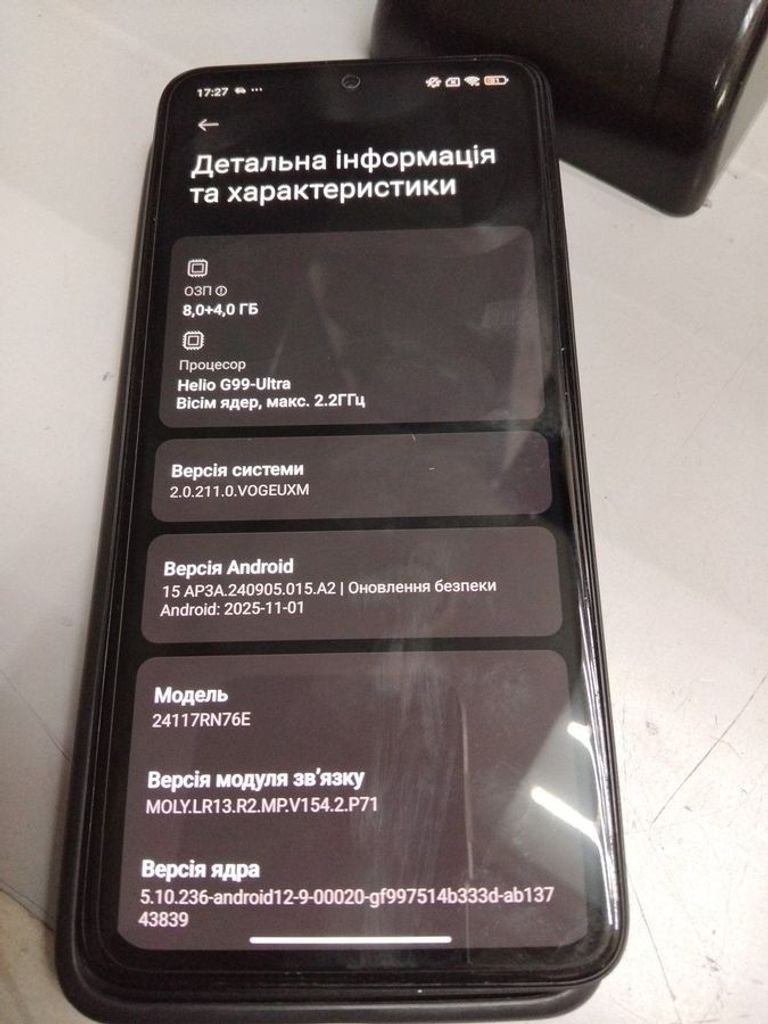 17:27
Детальна інформація
та характеристики
ОЗП
8,0+4,0 ГБ
Процесор
Helio G99-Ultra
Вісім ядер, макс. 2.2ГГц
Версія системи
2.0.211.0.VOGEUXM
Версія Android
15 AP3A.240905.015.A2 | Оновлення безпеки
Android: 2025-11-01
Модель
24117RN76E
Версія модуля зв’язку
MOLY.LR13.R2.MP.V154.2.P71
Версія ядра
5.10.236-android12-9-00020-gf997514b333d-ab137
43839